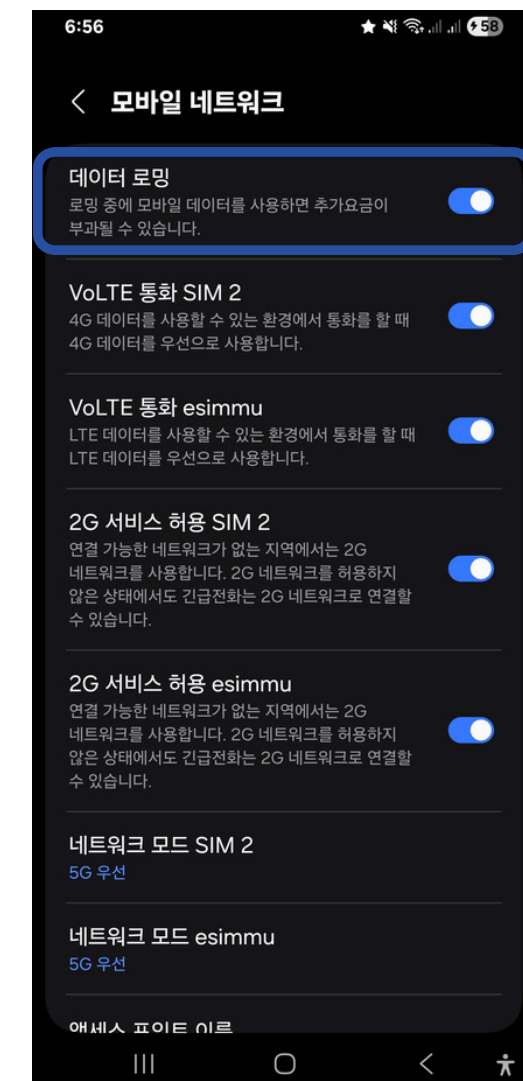 6:56
58
모바일 네트워크
데이터 로밍
로밍 중에 모바일 데이터를 사용하면 추가요금이
부과될 수 있습니다.
VoLTE 통화 SIM 2
4G 데이터를 사용할 수 있는 환경에서 통화를 할 때
4G 데이터를 우선으로 사용합니다.
VoLTE 통화 esimmu
LTE 데이터를 사용할 수 있는 환경에서 통화를 할 때
LTE 데이터를 우선으로 사용합니다.
2G 서비스 허용 SIM 2
연결 가능한 네트워크가 없는 지역에서는 2G
네트워크를 사용합니다. 2G 네트워크를 허용하지
않은 상태에서도 긴급전화는 2G 네트워크로 연결할
수 있습니다.
2G 서비스 허용 esimmu
연결 가능한 네트워크가 없는 지역에서는 2G
네트워크를 사용합니다. 2G 네트워크를 허용하지
않은 상태에서도 긴급전화는 2G 네트워크로 연결할
수 있습니다.
네트워크 모드 SIM 2
5G 우선
네트워크 모드 esimmu
5G 우선
액세스 포인트 이름